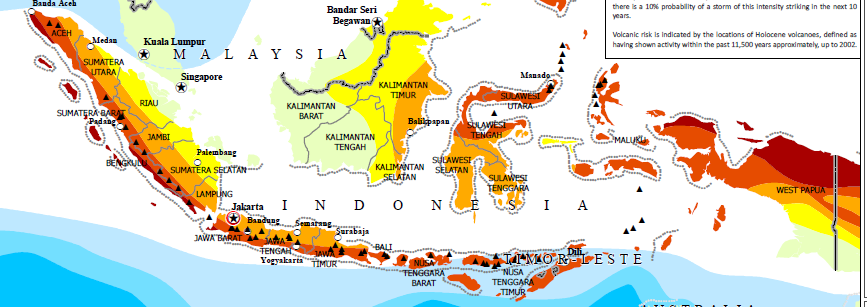 there is a 10% probability of a storm of this intensity striking in the next 10
years.
Volcanic risk is indicated by the locations of Holocene volcanoes, defined as
having shown activity within the past 11,500 years approximately, up to 2002.
Banda Aceh
ACEH
Medan
Kuala Lumpur
MALAYSIA
Bandar Seri
Begawan
SUMATERA
UTARA
Singapore
RIAU
SUMATERA BARAT
Padang
JAMBI
BENGKULU
Palembang
SUMATERA SELATAN
LAMPUNG
KALIMANTAN
BARAT
KALIMANTAN
TIMUR
KALIMANTAN
TENGAH
Balikpapan
KALIMANTAN
SELATAN
Manado
SULAWESI
UTARA
SULAWESI
TENGAH
SULAWESI
SELATAN
SULAWESI
TENGGARA
MALUKU
WEST PAPUA
INDONESIA
Jakarta
JAWA BARAT
Bandung
JAWA
TENGAH
Yogyakarta
Semarang
Surabaja
JAWA
TIMUR
BALI
NUSA
TENGGARA
BARAT
NUSA
TENGGARA
TIMUR
Dili
TIMOR-LESTE
AUSTRALIA